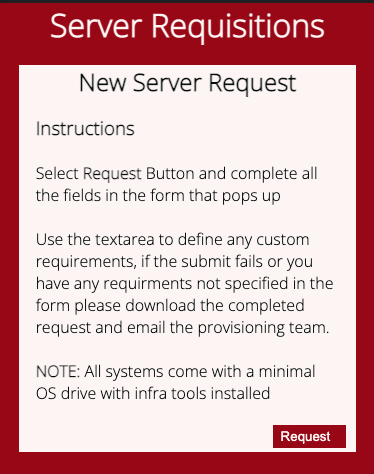 Server Requisitions
New Server Request
Instructions
Select Request Button and complete all
the fields in the form that pops up
Use the textarea to define any custom
requirements, if the submit fails or you
have any requirments not specified in the
form please download the completed
request and email the provisioning team.
NOTE: All systems come with a minimal
OS drive with infra tools installed
Request